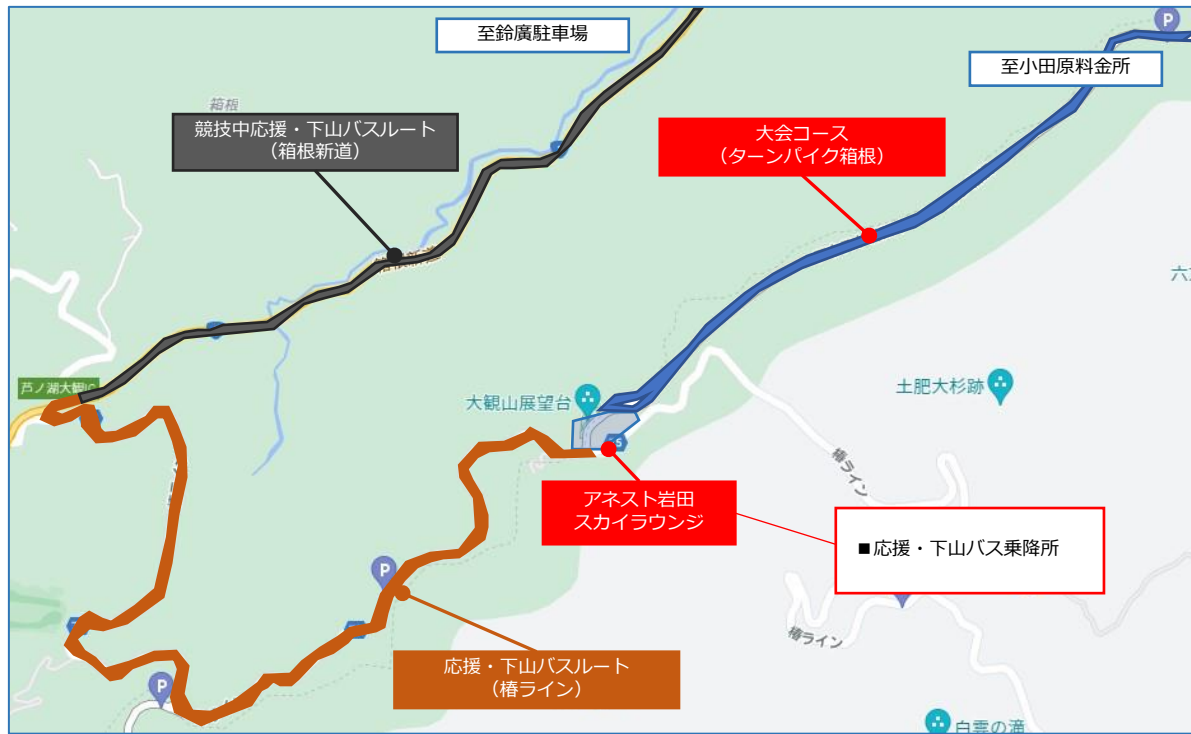 至鈴廣駐車場
P
至小田原料金所
箱根
競技中応援・下山バスルート
（箱根新道）
大会コース
（ターンパイク箱根）
箱根新道
芦ノ湖大観IC
大観山展望台
土肥大杉跡
椿ライン
アネスト岩田
スカイラウンジ
■応援・下山バス乗降所
P
椿ライン
応援・下山バスルート
（椿ライン）
P
白雲の滝